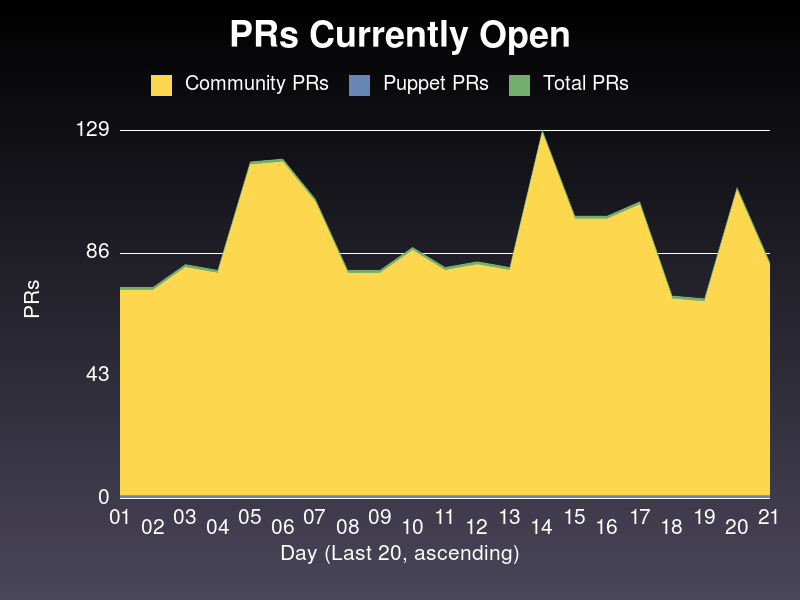 PRs Currently Open
Community PRs Puppet PRs Total PRs
129
86
43
0
PRs
01 02 03 04 05 06 07 08 09 10 11 12 13 14 15 16 17 18 19 20 21
Day (Last 20, ascending)